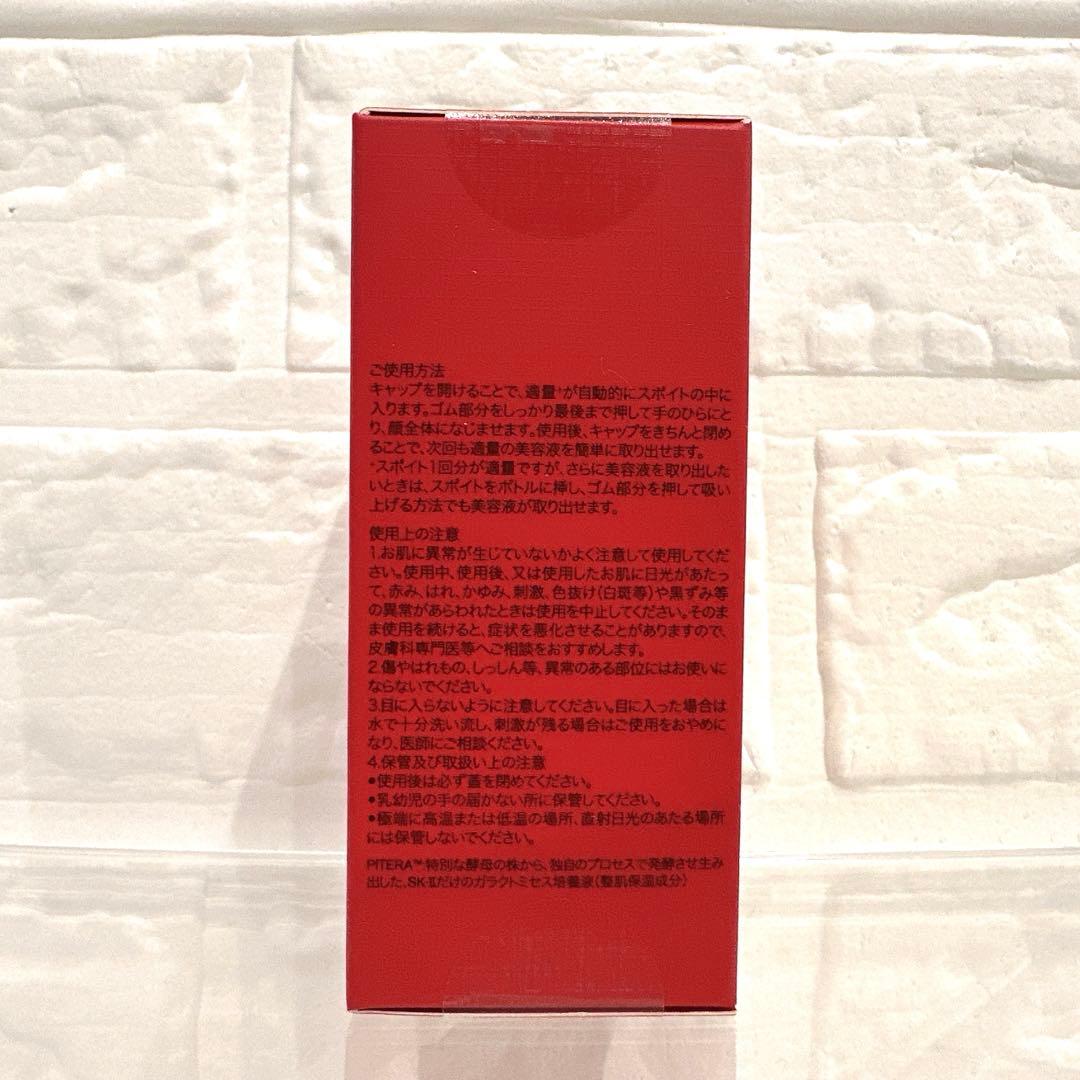 ご使用方法
キャップを開けることで、適量⁺が自動的にスポイトの中に
入ります。ゴム部分をしっかり最後まで押して手のひらにと
り、顔全体になじませます。使用後、キャップをきちんと閉め
ることで、次回も適量の美容液を簡単に取り出せます。
⁺スポイト1回分が適量ですが、さらに美容液を取り出した
いときは、スポイトをボトルに挿し、ゴム部分を押して吸い
上げる方法でも美容液が取り出せます。
使用上の注意
1.お肌に異常が生じていないかよく注意して使用してくだ
さい。使用中、使用後、又は使用したお肌に日光があたっ
て、赤み、はれ、かゆみ、刺激、色抜け(白斑等)や黒ずみ等
の異常があらわれたときは使用を中止してください。そのま
ま使用を続けると、症状を悪化させることがありますので、
皮膚科専門医等へご相談をおすすめします。
2.傷やはれもの、しっしん等、異常のある部位にはお使いに
ならないでください。
3.目に入らないように注意してください。目に入った場合は
水で十分洗い流し、刺激が残る場合はご使用をおやめに
なり、医師にご相談ください。
4.保管及び取扱い上の注意
●使用後は必ず蓋を閉めてください。
●乳幼児の手の届かない所に保管してください。
●極端に高温または低温の場所、直射日光のあたる場所
には保管しないでください。
PITERA™:特別な酵母の株から、独自のプロセスで発酵させ生み
出した、SK-IIだけのガラクトミセス培養液(整肌保湿成分)